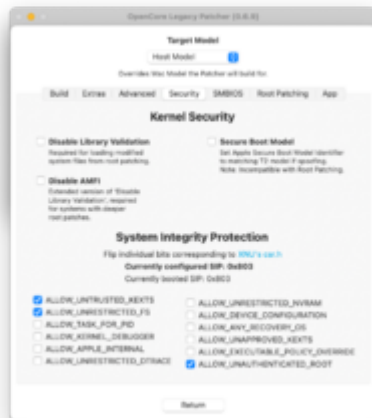 OpenCore Legacy Patcher (0.6.8)
Target Model
Host Model
Overrides Mac Model the Patcher will build for.
Build Extras Advanced Security SMBIOS Root Patching App
Kernel Security
Disable Library Validation
Required for loading modified
system files from root patching.
Secure Boot Model
Set Apple Secure Boot Model Identifier
to matching T2 model if spoofing.
Note: Incompatible with Root Patching.
Disable AMFI
Extended version of 'Disable
Library Validation', required
for systems with deeper
root patches.
System Integrity Protection
Flip individual bits corresponding to XNU's csr.h
Currently configured SIP: 0x803
Currently booted SIP: 0x803
ALLOW_UNTRUSTED_KEXTS
ALLOW_UNRESTRICTED_FS
ALLOW_TASK_FOR_PID
ALLOW_KERNEL_DEBUGGER
ALLOW_APPLE_INTERNAL
ALLOW_UNRESTRICTED_DTRACE
ALLOW_UNRESTRICTED_NVRAM
ALLOW_DEVICE_CONFIGURATION
ALLOW_ANY_RECOVERY_OS
ALLOW_UNAPPROVED_KEXTS
ALLOW_EXECUTABLE_POLICY_OVERRIDE
ALLOW_UNAUTHENTICATED_ROOT
Return